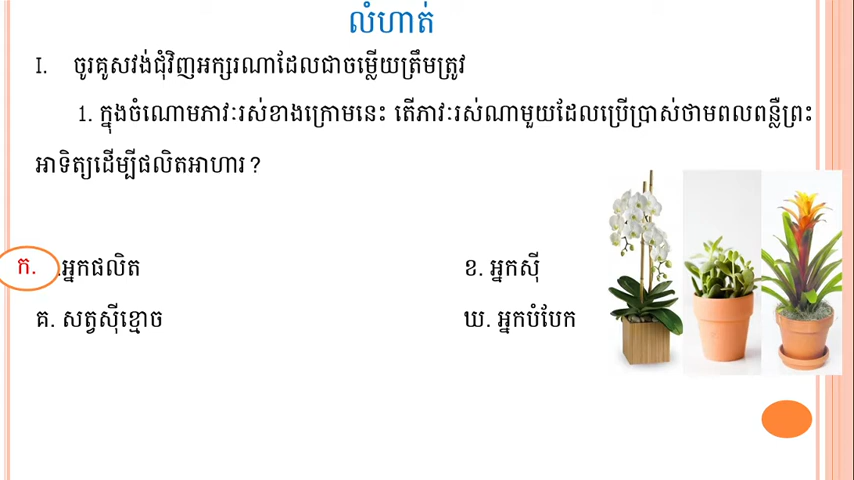 លំហាត់
I. ចូរគូសវង់ជុំវិញអក្សរណាដែលជាចម្លើយត្រឹមត្រូវ
1. ក្នុងចំណោមភាវៈរស់ខាងក្រោមនេះ តើភាវៈរស់ណាមួយដែលប្រើប្រាស់ថាមពលពន្លឺព្រះ
អាទិត្យដើម្បីផលិតអាហារ ?
ក. .អ្នកផលិត ខ. អ្នកស៊ី
គ. សត្វស៊ីខ្មោច ឃ. អ្នកបំបែក